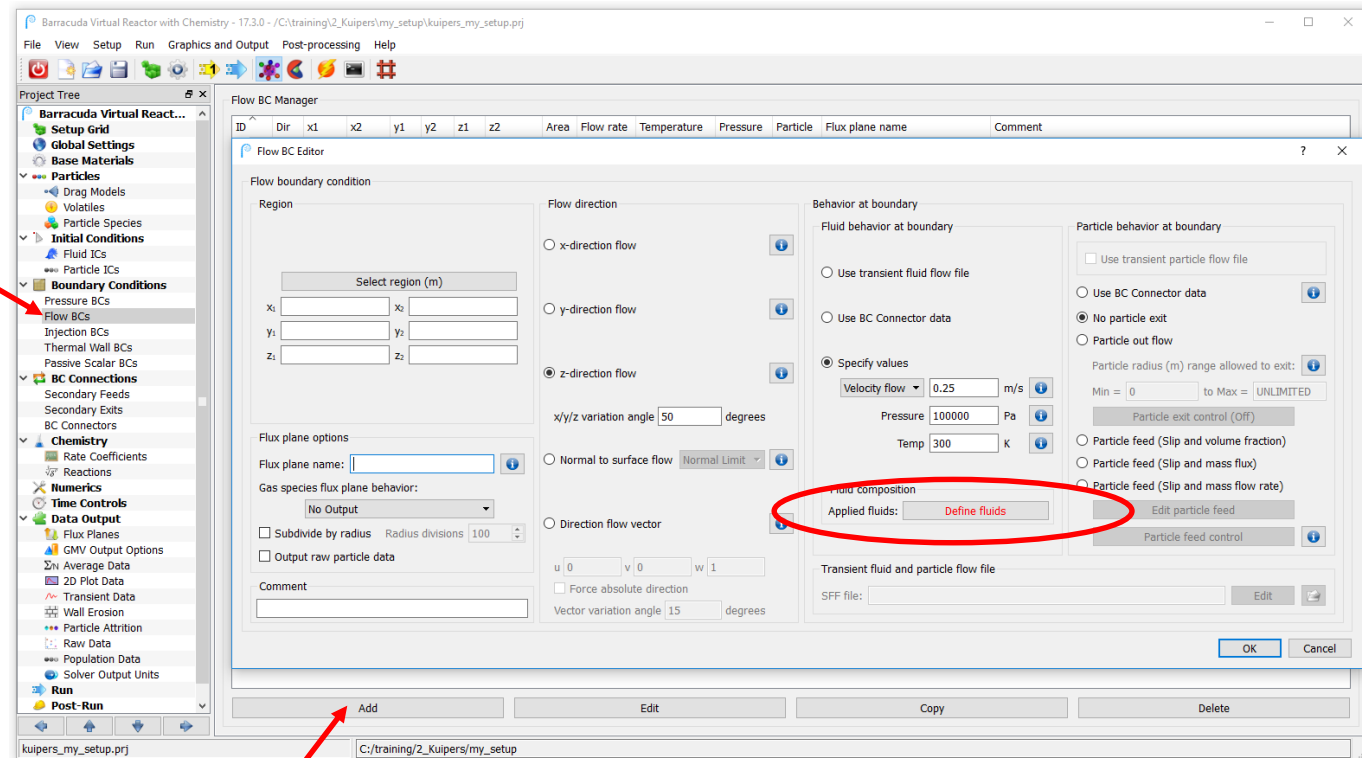 Barracuda Virtual Reactor with Chemistry - 17.3.0 - /C:\training\2_Kuipers\my_setup\kuipers_my_setup.prj
File View Setup Run Graphics and Output Post-processing Help
Project Tree
Barracuda Virtual React...
Setup Grid
Global Settings
Base Materials
Particles
Drag Models
Volatiles
Particle Species
Initial Conditions
Fluid ICs
Particle ICs
Boundary Conditions
Pressure BCs
Flow BCs
Injection BCs
Thermal Wall BCs
Passive Scalar BCs
BC Connections
Secondary Feeds
Secondary Exits
BC Connectors
Chemistry
Rate Coefficients
Reactions
Numerics
Time Controls
Data Output
Flux Planes
GMV Output Options
Average Data
2D Plot Data
Transient Data
Wall Erosion
Particle Attrition
Raw Data
Population Data
Solver Output Units
Run
Post-Run
Flow BC Manager
ID Dir x1 x2 y1 y2 z1 z2 Area Flow rate Temperature Pressure Particle Flux plane name Comment
Flow BC Editor ? X
Flow boundary condition
Region
Select region (m)
x₁ x₂
y₁ y₂
z₁ z₂
Flux plane options
Flux plane name:
Gas species flux plane behavior:
No Output
Subdivide by radius Radius divisions 100
Output raw particle data
Comment
Flow direction
x-direction flow
y-direction flow
z-direction flow
x/y/z variation angle 50 degrees
Normal to surface flow Normal Limit
Direction flow vector
u 0 v 0 w 1
Force absolute direction
Vector variation angle 15 degrees
Behavior at boundary
Fluid behavior at boundary
Use transient fluid flow file
Use BC Connector data
Specify values
Velocity flow 0.25 m/s
Pressure 100000 Pa
Temp 300 K
Fluid composition
Applied fluids: Define fluids
Particle behavior at boundary
Use transient particle flow file
Use BC Connector data
No particle exit
Particle out flow
Particle radius (m) range allowed to exit:
Min = 0 to Max = UNLIMITED
Particle exit control (Off)
Particle feed (Slip and volume fraction)
Particle feed (Slip and mass flux)
Particle feed (Slip and mass flow rate)
Edit particle feed
Particle feed control
Transient fluid and particle flow file
SFF file: Edit
OK Cancel
Add Edit Copy Delete
kuipers_my_setup.prj C:/training/2_Kuipers/my_setup